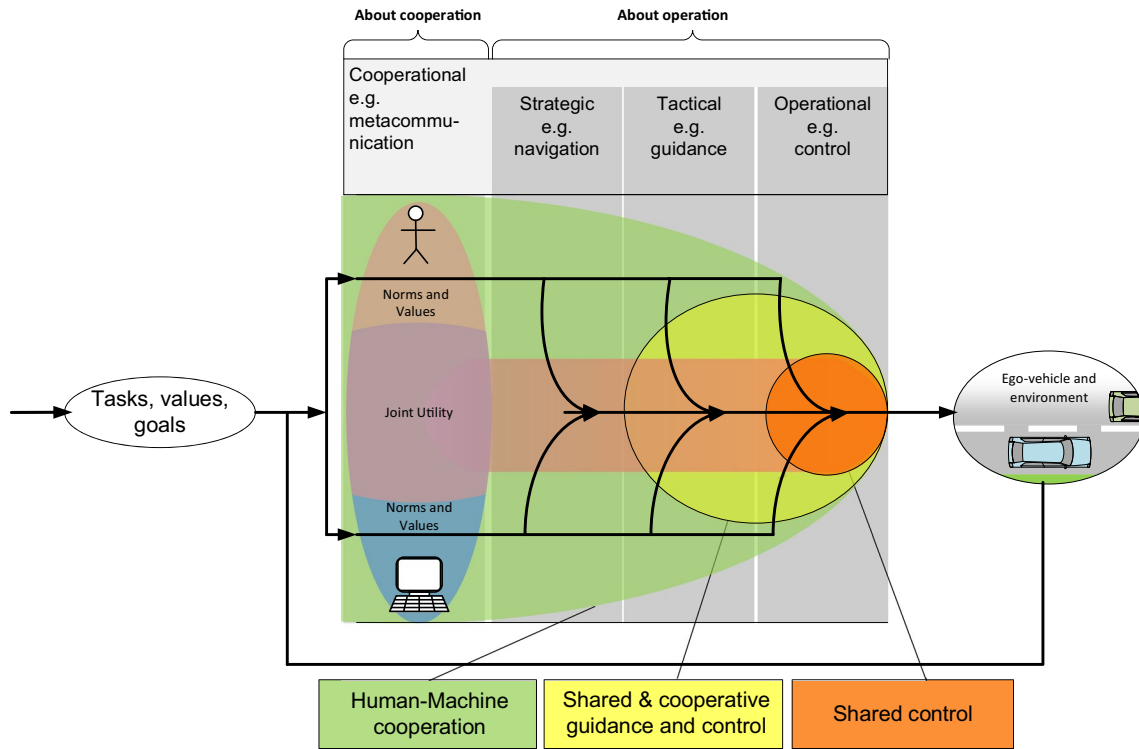 About cooperation
About operation
Cooperational
e.g.
metacommu-
nication
Strategic
e.g.
navigation
Tactical
e.g.
guidance
Operational
e.g.
control
Norms and
Values
Joint Utility
Norms and
Values
Tasks, values,
goals
Ego-vehicle and
environment
Human-Machine
cooperation
Shared & cooperative
guidance and control
Shared control